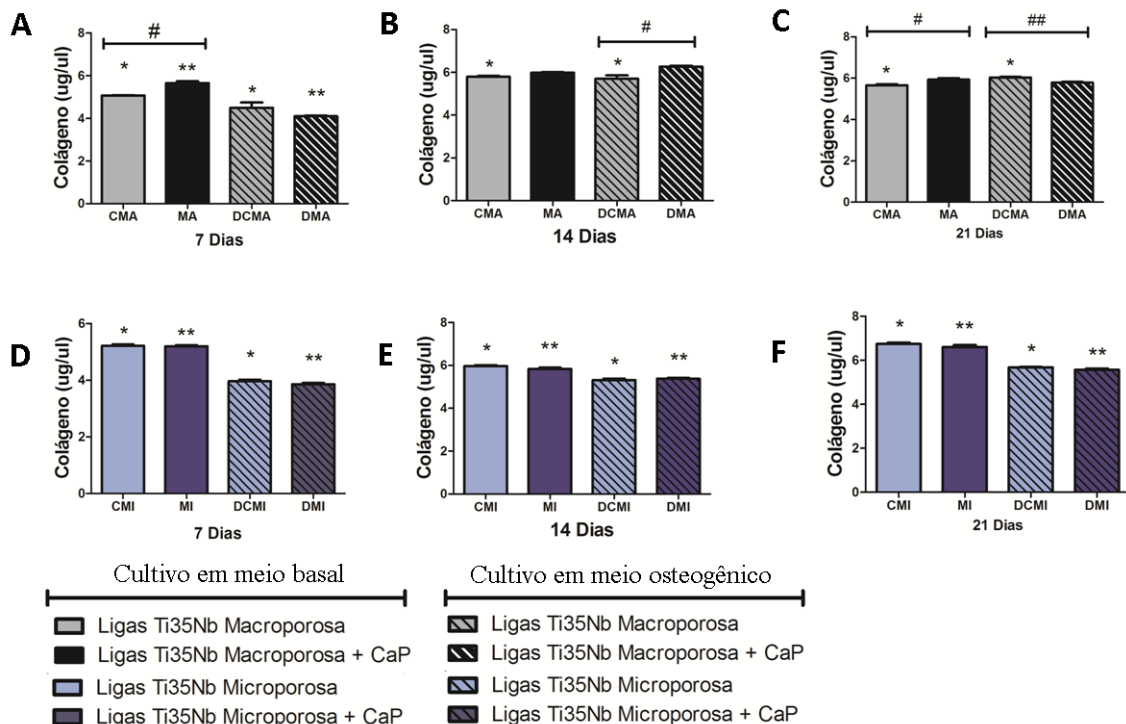 A
Colágeno (ug/ul)
8
6
4
2
0
#
* ** * **
CMA MA DCMA DMA
7 Dias
B
Colágeno (ug/ul)
8
6
4
2
0
#
* *
CMA MA DCMA DMA
14 Dias
C
Colágeno (ug/ul)
8
6
4
2
0
# ##
* *
CMA MA DCMA DMA
21 Dias
D
Colágeno (ug/ul)
6
4
2
0
* ** * **
CMI MI DCMI DMI
7 Dias
E
Colágeno (ug/ul)
8
6
4
2
0
* ** * **
CMI MI DCMI DMI
14 Dias
F
Colágeno (ug/ul)
8
6
4
2
0
* ** * **
CMI MI DCMI DMI
21 Dias
Cultivo em meio basal
Ligas Ti35Nb Macroporosa
Ligas Ti35Nb Macroporosa + CaP
Ligas Ti35Nb Microporosa
Ligas Ti35Nb Microporosa + CaP
Cultivo em meio osteogênico
Ligas Ti35Nb Macroporosa
Ligas Ti35Nb Macroporosa + CaP
Ligas Ti35Nb Microporosa
Ligas Ti35Nb Microporosa + CaP